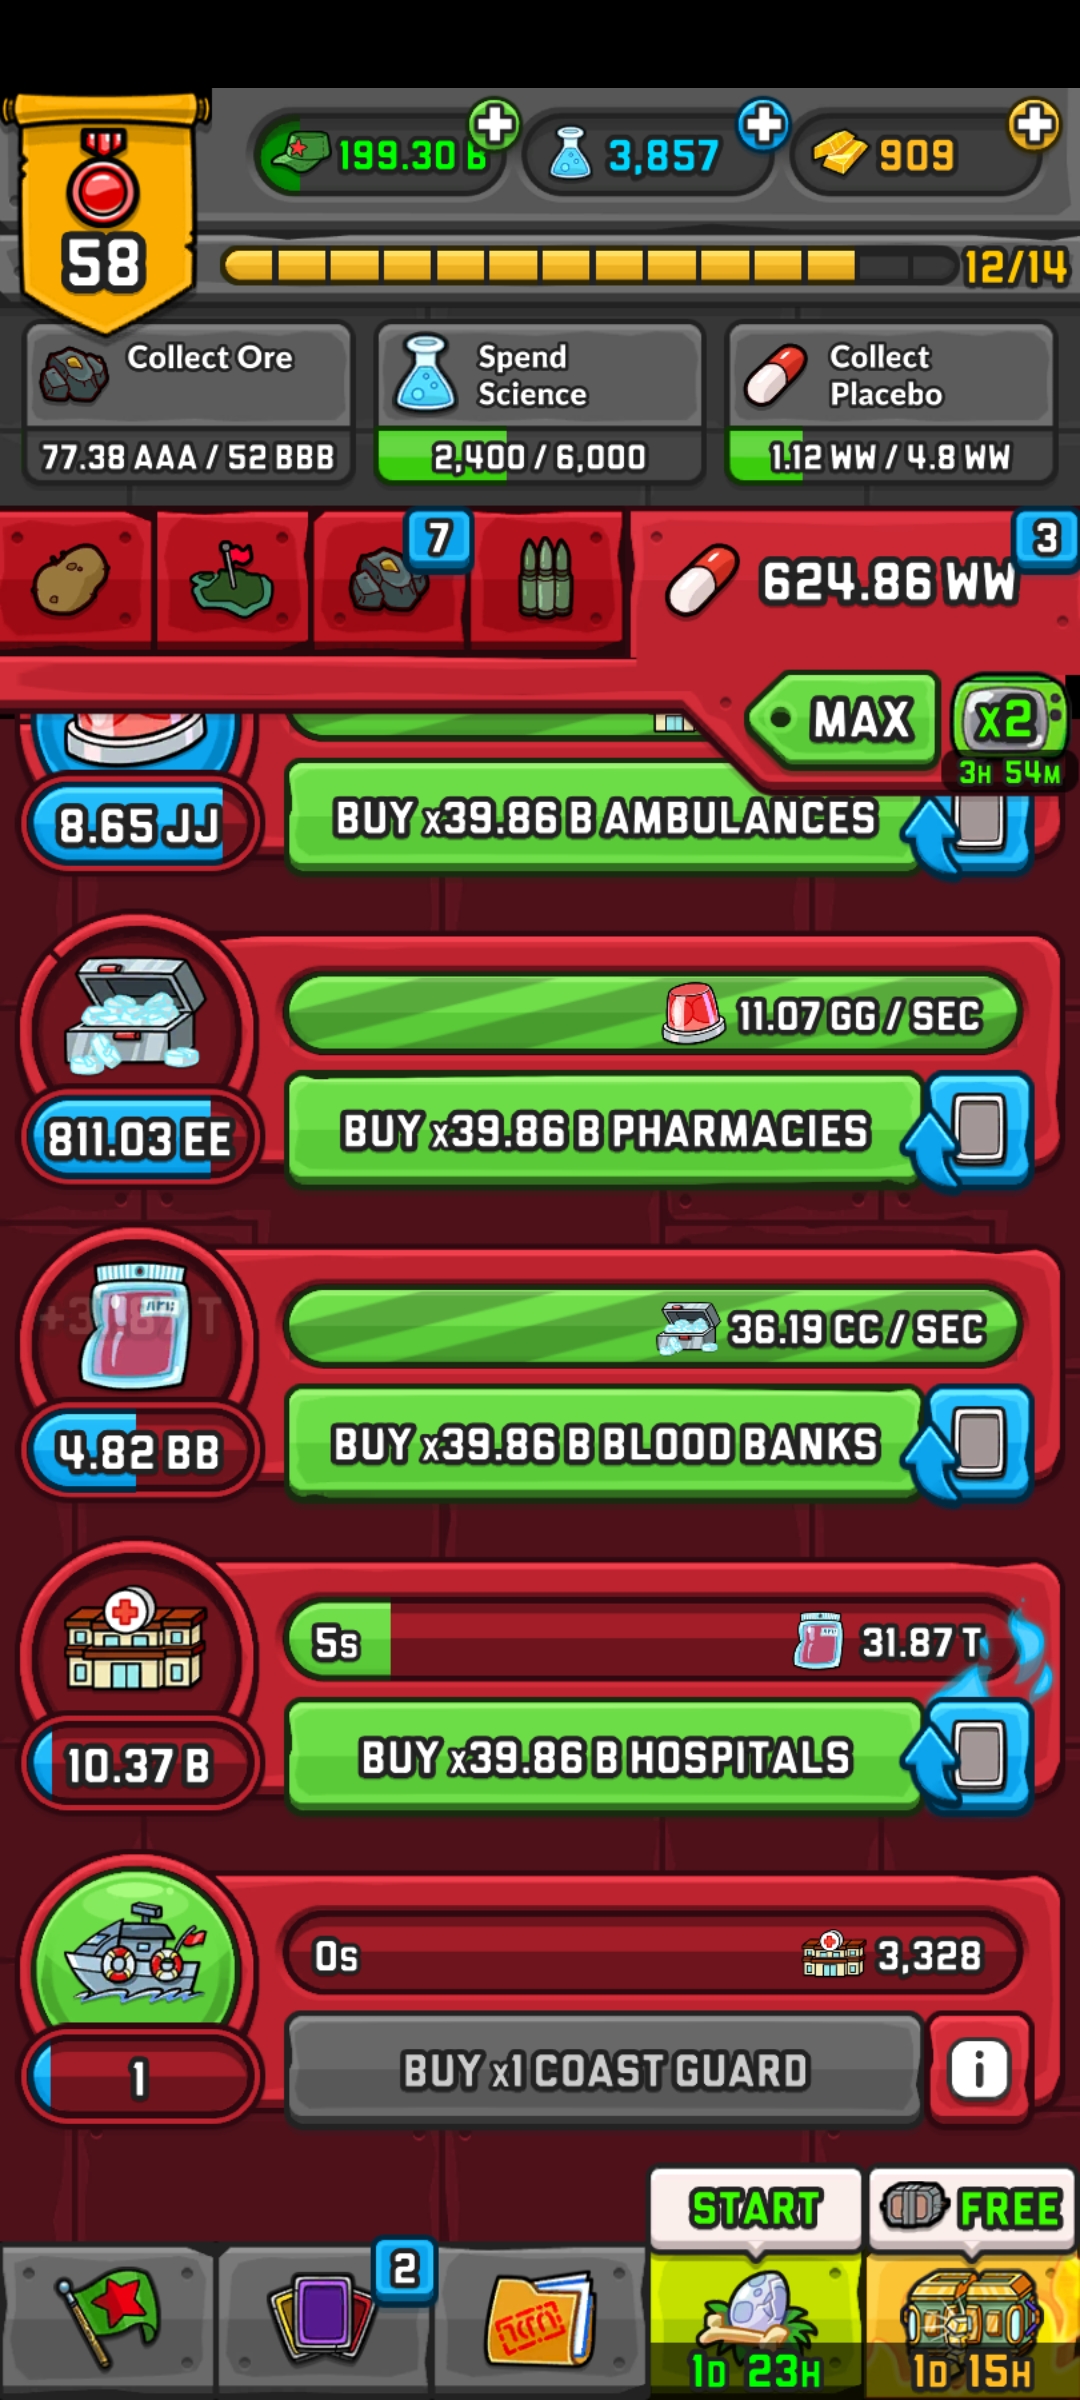 199.30 B
3,857
909
58
12/14
Collect Ore
77.38 AAA / 52 BBB
Spend
Science
2,400 / 6,000
Collect
Placebo
1.12 WW / 4.8 WW
7
3
624.86 WW
MAX
x2
3H 54M
8.65 JJ
BUY x39.86 B AMBULANCES
11.07 GG / SEC
811.03 EE
BUY x39.86 B PHARMACIES
36.19 CC / SEC
4.82 BB
BUY x39.86 B BLOOD BANKS
5s
31.87 T
10.37 B
BUY x39.86 B HOSPITALS
0s
3,328
1
BUY x1 COAST GUARD
i
START
FREE
2
1D 23H
1D 15H